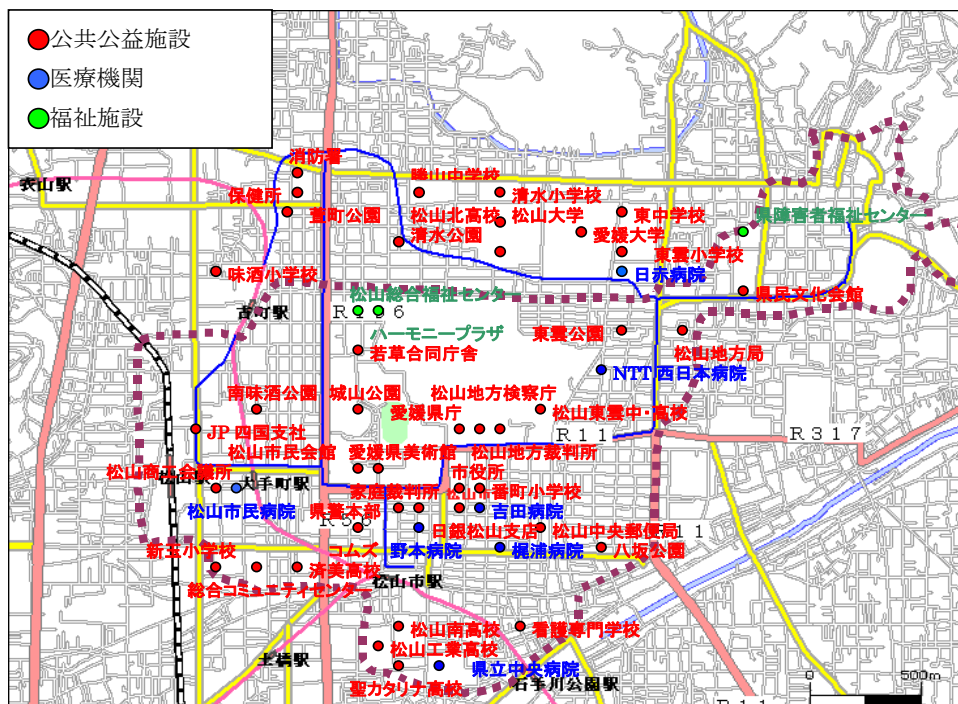 公共公益施設
医療機関
福祉施設
消防署
衣山駅
保健所
勝山中学校
清水小学校
番町公園
松山北高校
松山大学
東中学校
県障害者福祉センター
清水公園
愛媛大学
東雲小学校
味酒小学校
日赤病院
松山総合福祉センター
県民文化会館
古町駅
R196
ハーモニープラザ
東雲公園
若草合同庁舎
松山地方局
NTT 西日本病院
南味酒公園
城山公園
松山地方検察庁
愛媛県庁
松山東雲中・高校
JP 四国支社
R11
R317
松山市民会館
愛媛県美術館
松山地方裁判所
松山商工会議所
市役所
松山駅
大手町駅
家庭裁判所
番町小学校
松山市民病院
県警本部
吉田病院
R56
日銀松山支店
松山中央郵便局
R11
新玉小学校
コムズ
野本病院
梶浦病院
八坂公園
済美高校
松山市駅
総合コミュニティセンター
松山南高校
看護専門学校
松山工業高校
土橋駅
県立中央病院
聖カタリナ高校
石手川公園駅
0
500m
R11